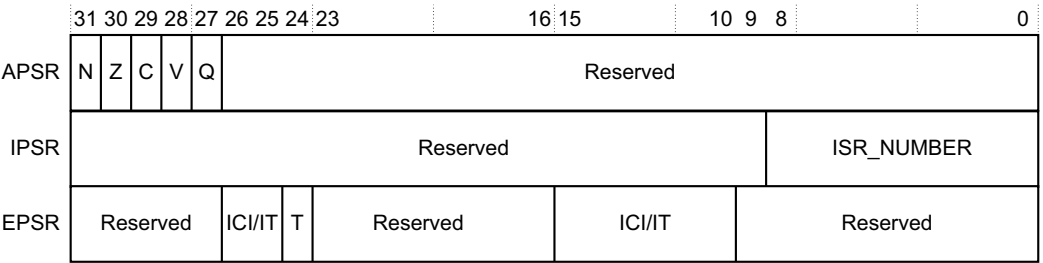 31 30 29 28 27 26 25 24 23 16 15 10 9 8 0
APSR N Z C V Q Reserved
IPSR Reserved ISR_NUMBER
EPSR Reserved ICI/IT T Reserved ICI/IT Reserved